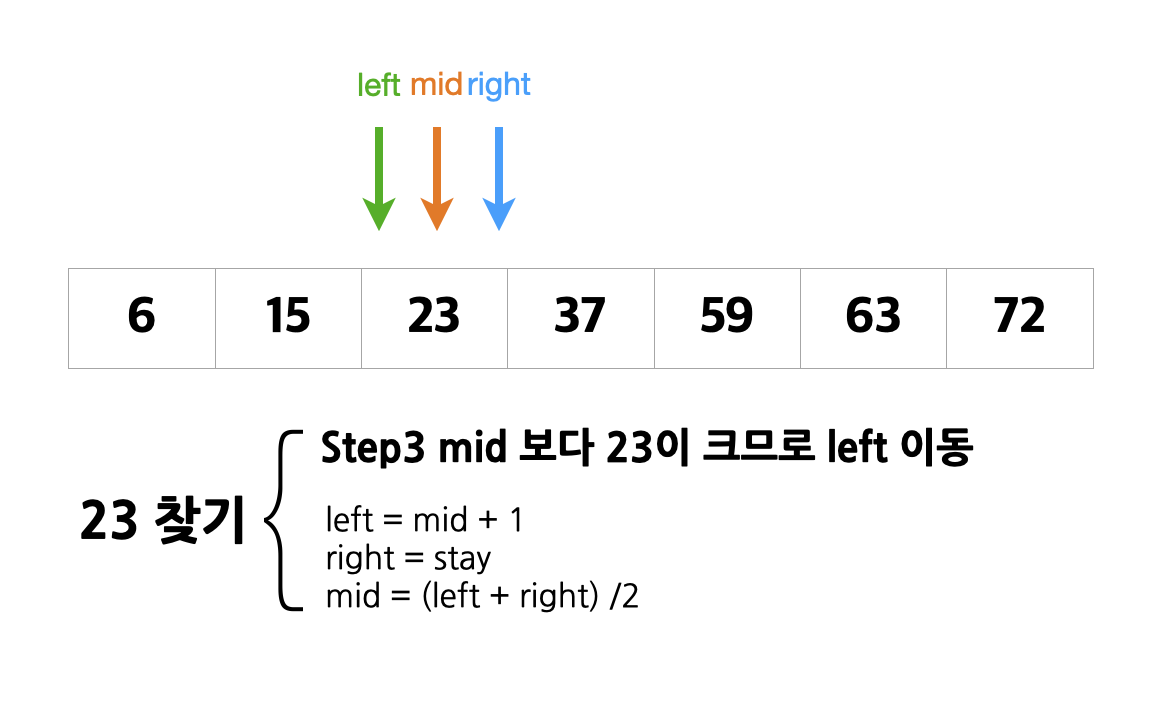 left mid right
6 15 23 37 59 63 72
Step3 mid 보다 23이 크므로 left 이동
23 찾기
left = mid + 1
right = stay
mid = (left + right) /2